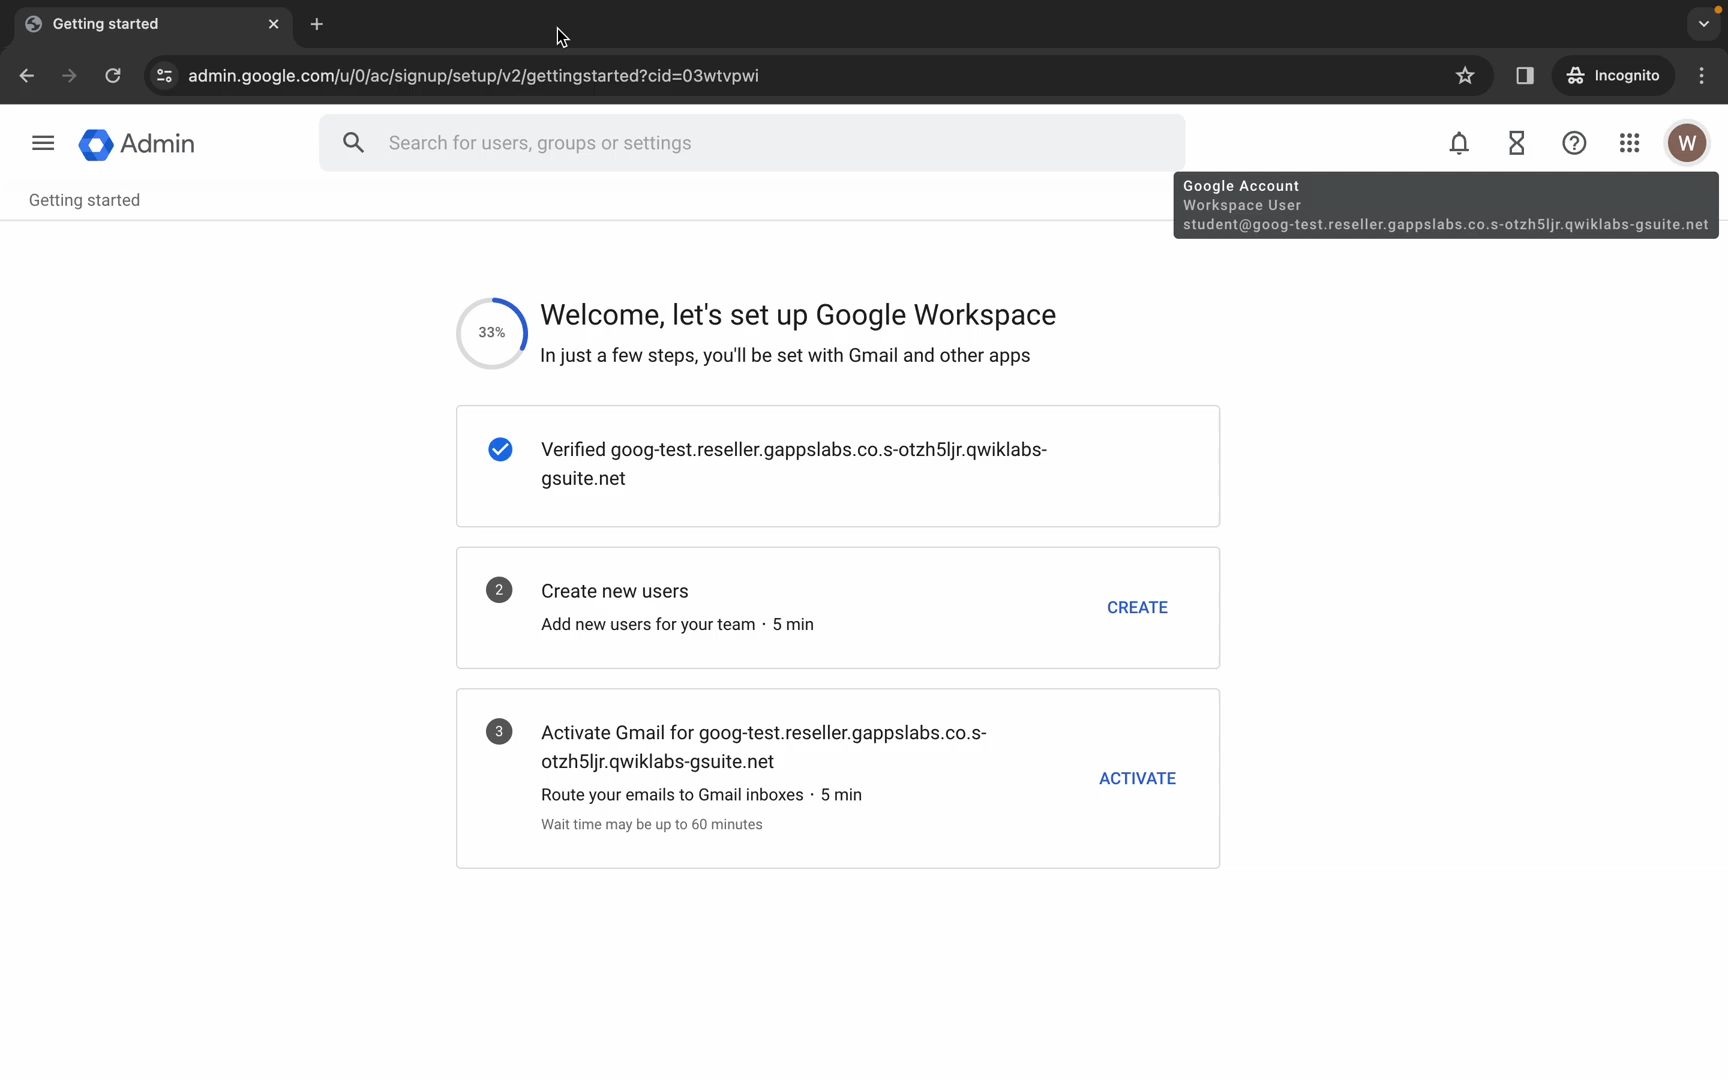 Getting started
admin.google.com/u/0/ac/signup/setup/v2/gettingstarted?cid=03wtvpwi
Incognito
Admin
Search for users, groups or settings
W
Getting started
Google Account
Workspace User
student@goog-test.reseller.gappslabs.co.s-otzh5ljr.qwiklabs-gsuite.net
33%
Welcome, let's set up Google Workspace
In just a few steps, you'll be set with Gmail and other apps
Verified goog-test.reseller.gappslabs.co.s-otzh5ljr.qwiklabs-
gsuite.net
2
Create new users
Add new users for your team · 5 min
CREATE
3
Activate Gmail for goog-test.reseller.gappslabs.co.s-
otzh5ljr.qwiklabs-gsuite.net
Route your emails to Gmail inboxes · 5 min
Wait time may be up to 60 minutes
ACTIVATE